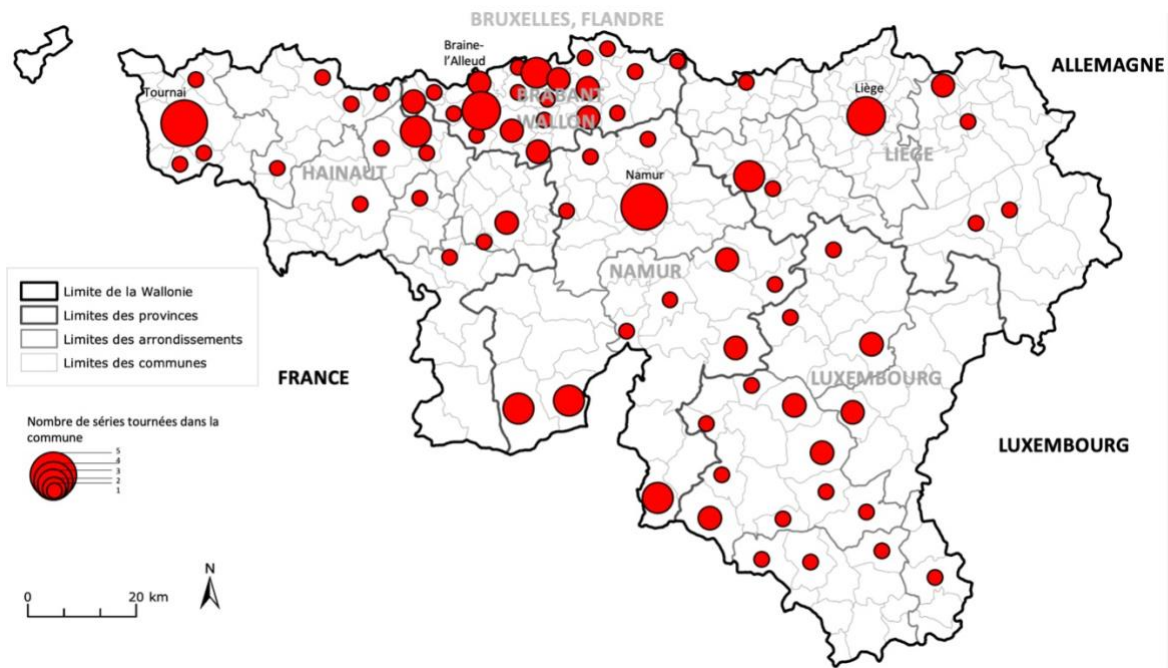 BRUXELLES, FLANDRE
Braine-
l'Alleud
ALLEMAGNE
Tournai
Liège
BRABANT
WALLON
LIÈGE
HAINAUT
Namur
NAMUR
Limite de la Wallonie
Limites des provinces
Limites des arrondissements
Limites des communes
FRANCE
LUXEMBOURG
Nombre de séries tournées dans la
commune
5
4
3
2
1
LUXEMBOURG
N
0
20 km